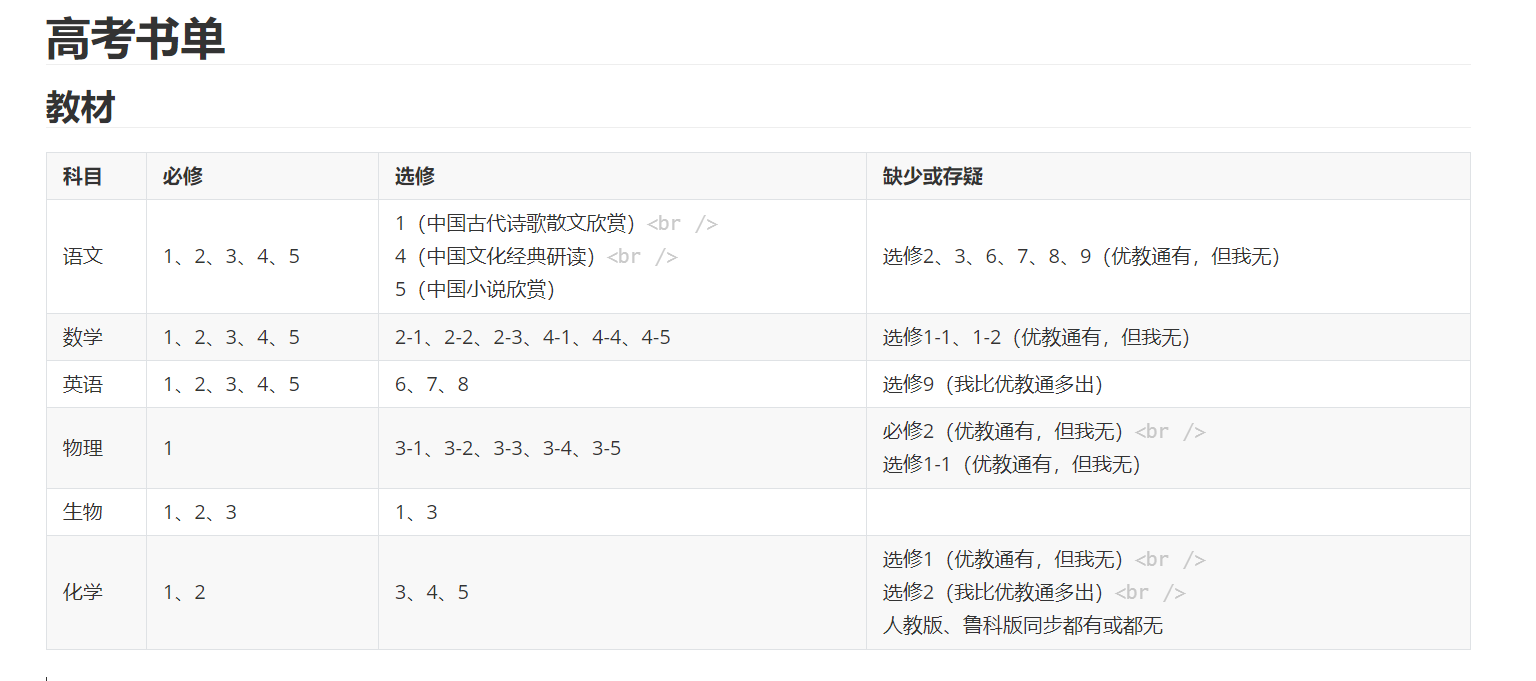 高考书单
教材
科目 必修 选修 缺少或存疑
语文 1、2、3、4、5 1（中国古代诗歌散文欣赏）<br />
4（中国文化经典研读）<br />
5（中国小说欣赏） 选修2、3、6、7、8、9（优教通有，但我无）
数学 1、2、3、4、5 2-1、2-2、2-3、4-1、4-4、4-5 选修1-1、1-2（优教通有，但我无）
英语 1、2、3、4、5 6、7、8 选修9（我比优教通多出）
物理 1 3-1、3-2、3-3、3-4、3-5 必修2（优教通有，但我无）<br />
选修1-1（优教通有，但我无）
生物 1、2、3 1、3
化学 1、2 3、4、5 选修1（优教通有，但我无）<br />
选修2（我比优教通多出）<br />
人教版、鲁科版同步都有或都无